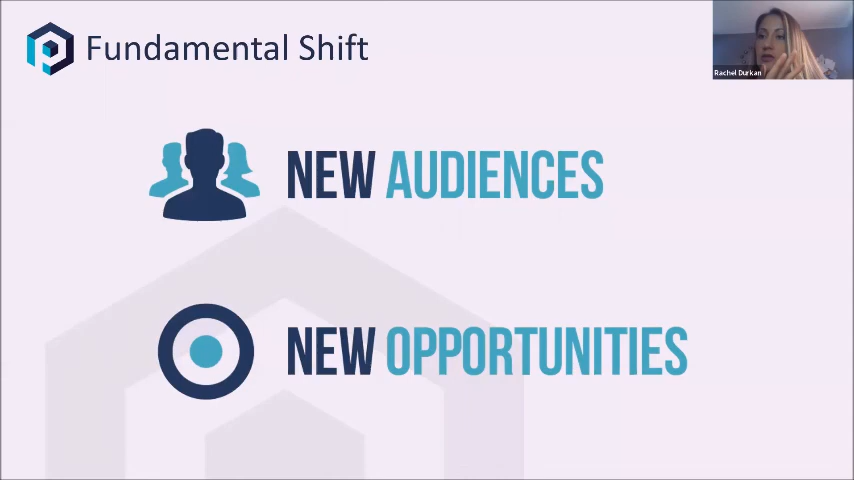 Fundamental Shift
Rachel Durkan
NEW AUDIENCES
NEW OPPORTUNITIES